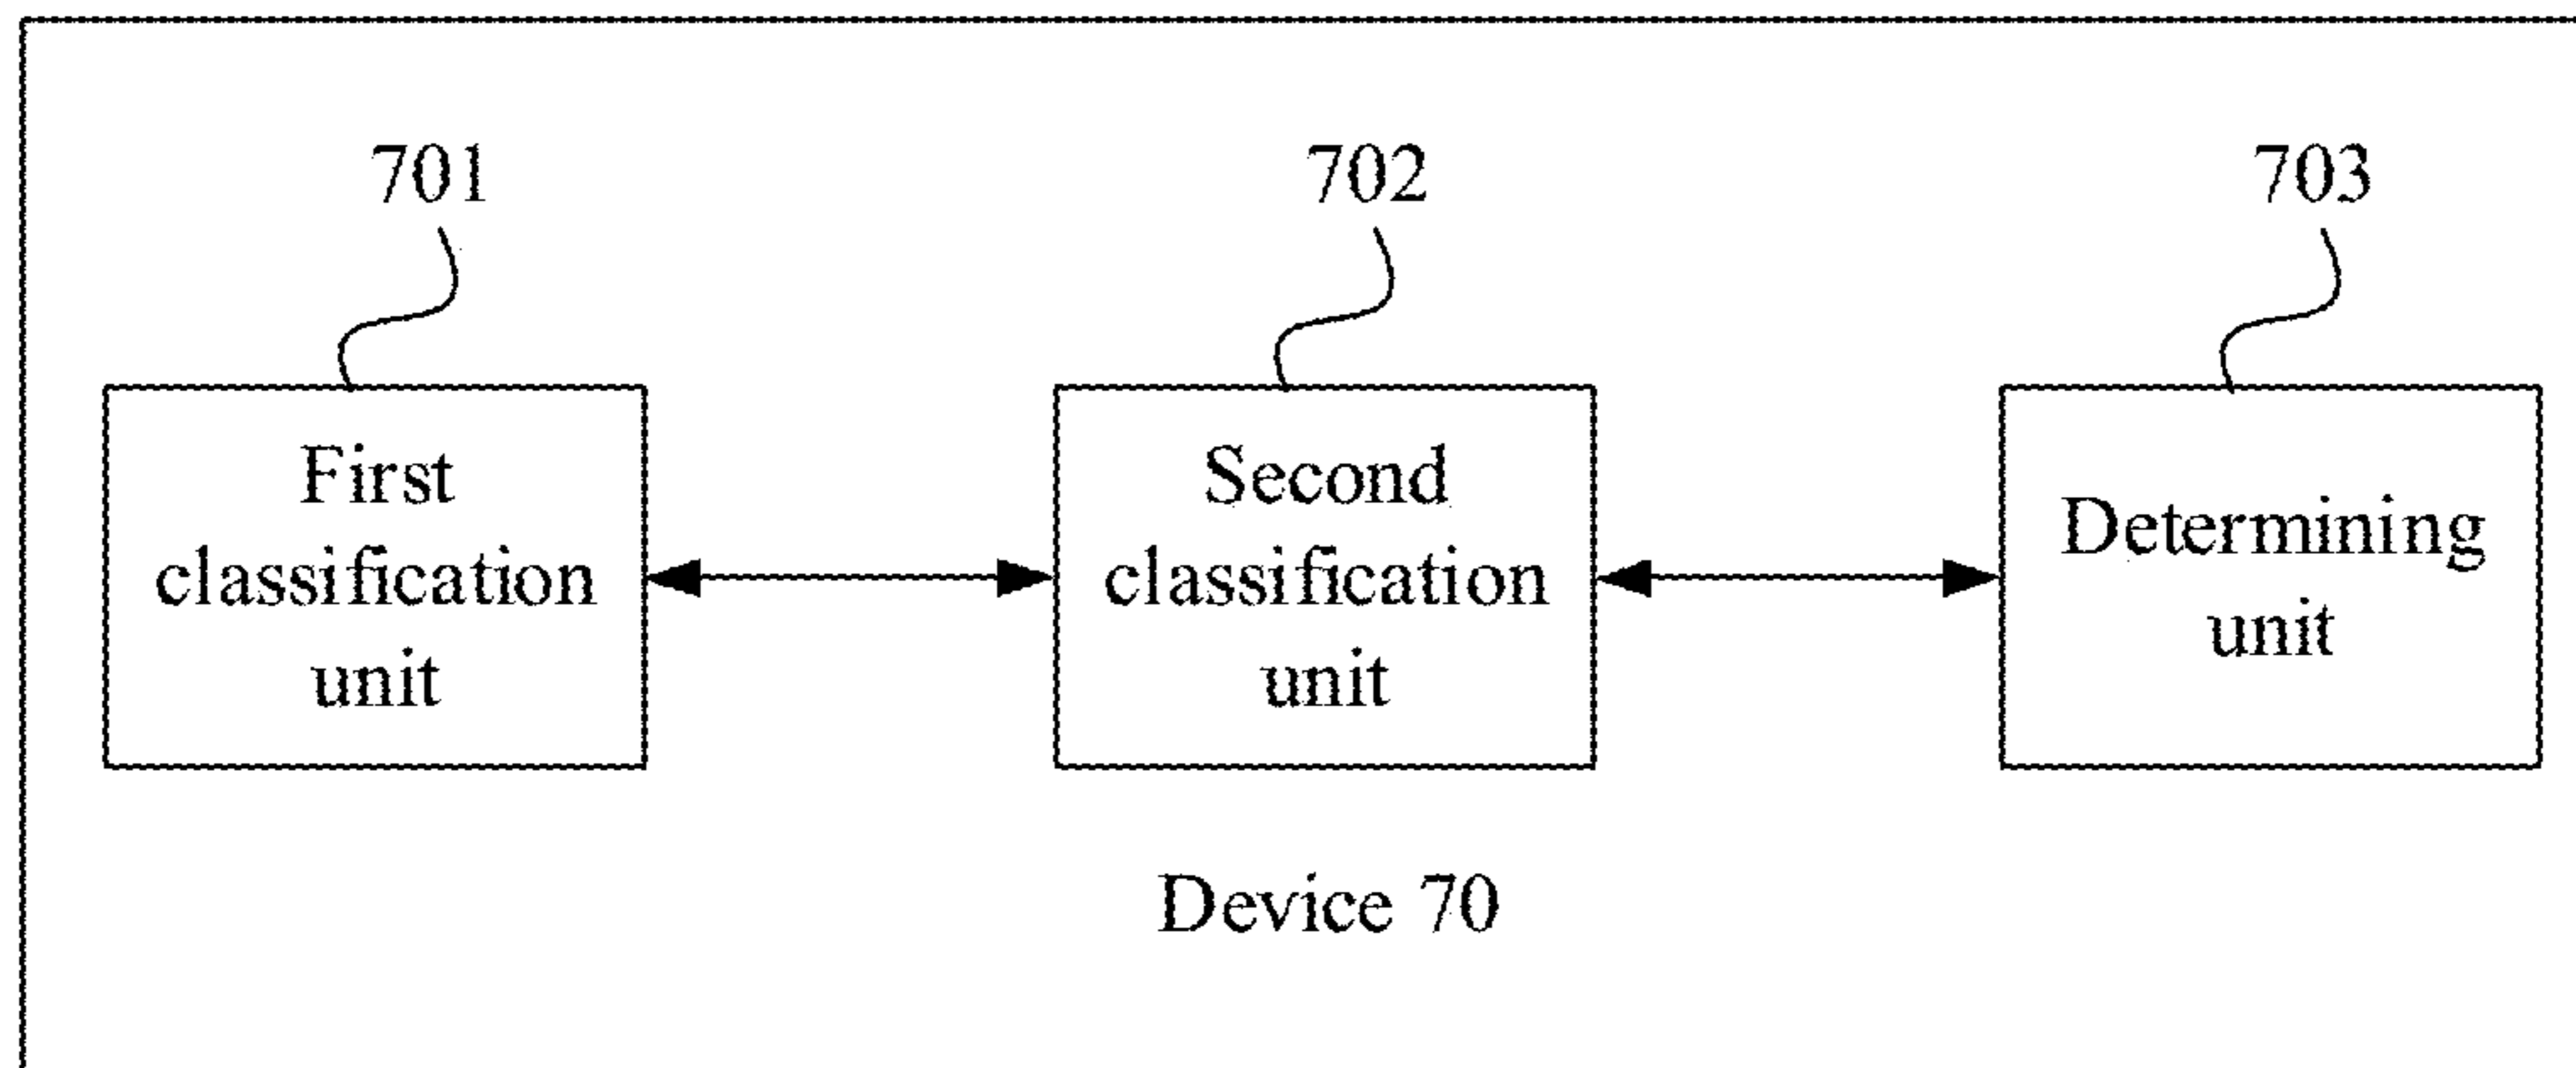 701
702
703
First
classification
unit
Second
classification
unit
Determining
unit
Device 70